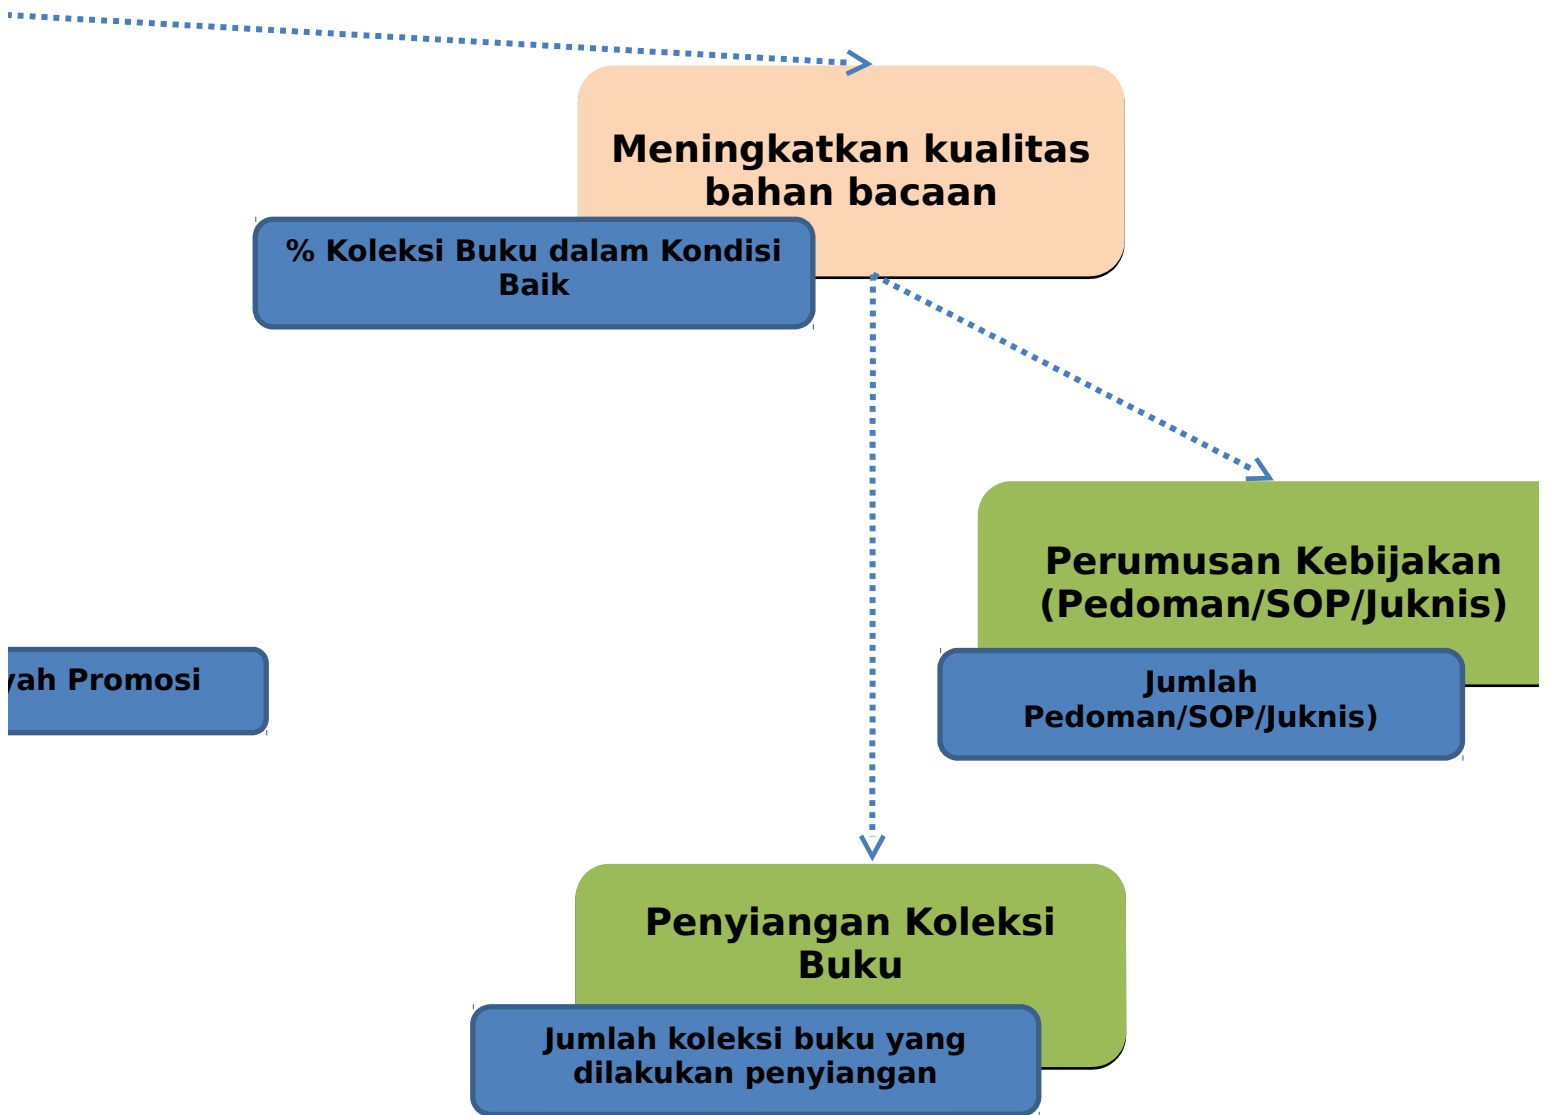 Meningkatkan kualitas
bahan bacaan
% Koleksi Buku dalam Kondisi
Baik
Perumusan Kebijakan
(Pedoman/SOP/Juknis)
Promosi
Jumlah
Pedoman/SOP/Juknis)
Penyiangan Koleksi
Buku
Jumlah koleksi buku yang
dilakukan penyiangan